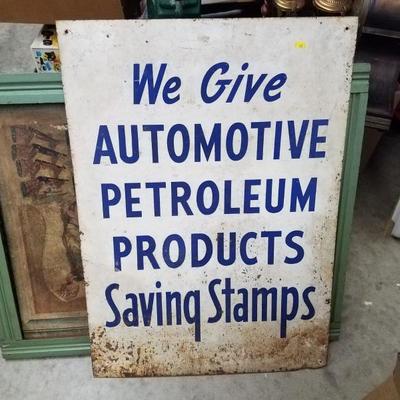 We Give
AUTOMOTIVE
PETROLEUM
PRODUCTS
Saving Stamps